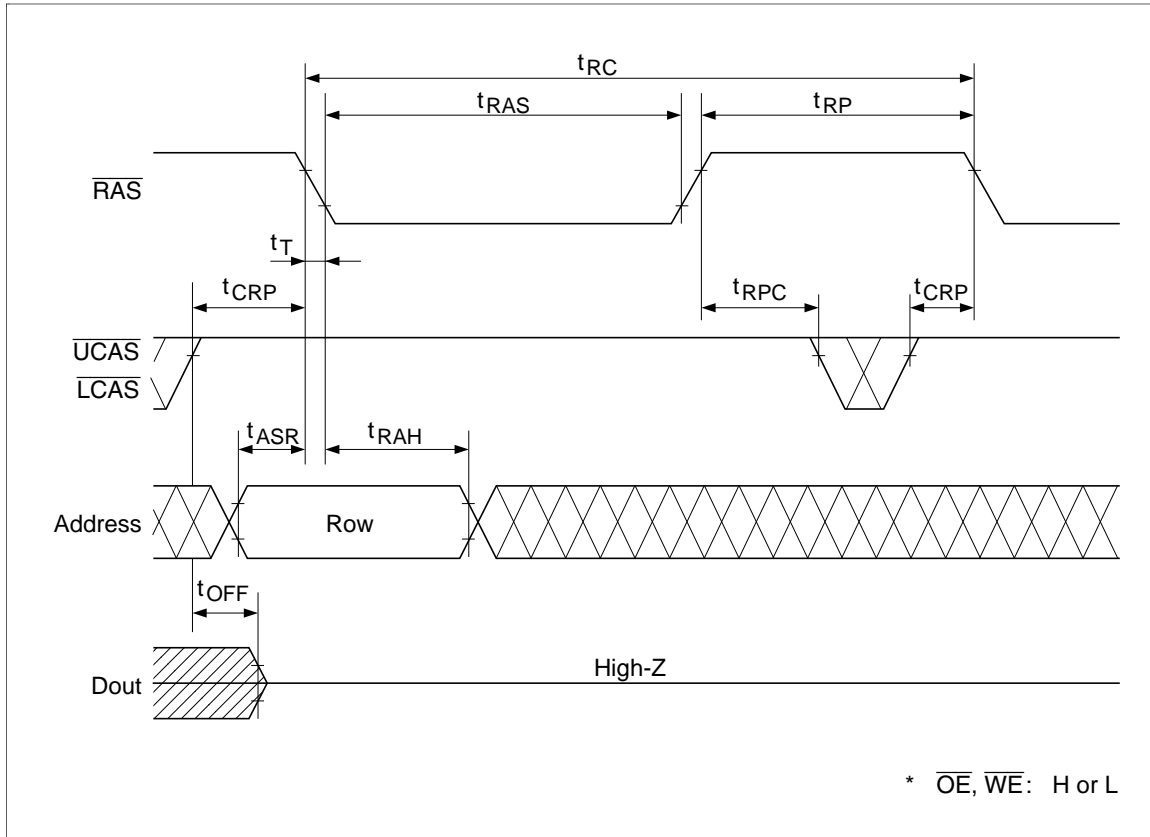 tRC
tRAS
tRP
RAS
tT
tCRP
tRPC
tCRP
UCAS
LCAS
tASR
tRAH
Address
Row
tOFF
High-Z
Dout
* OE, WE: H or L